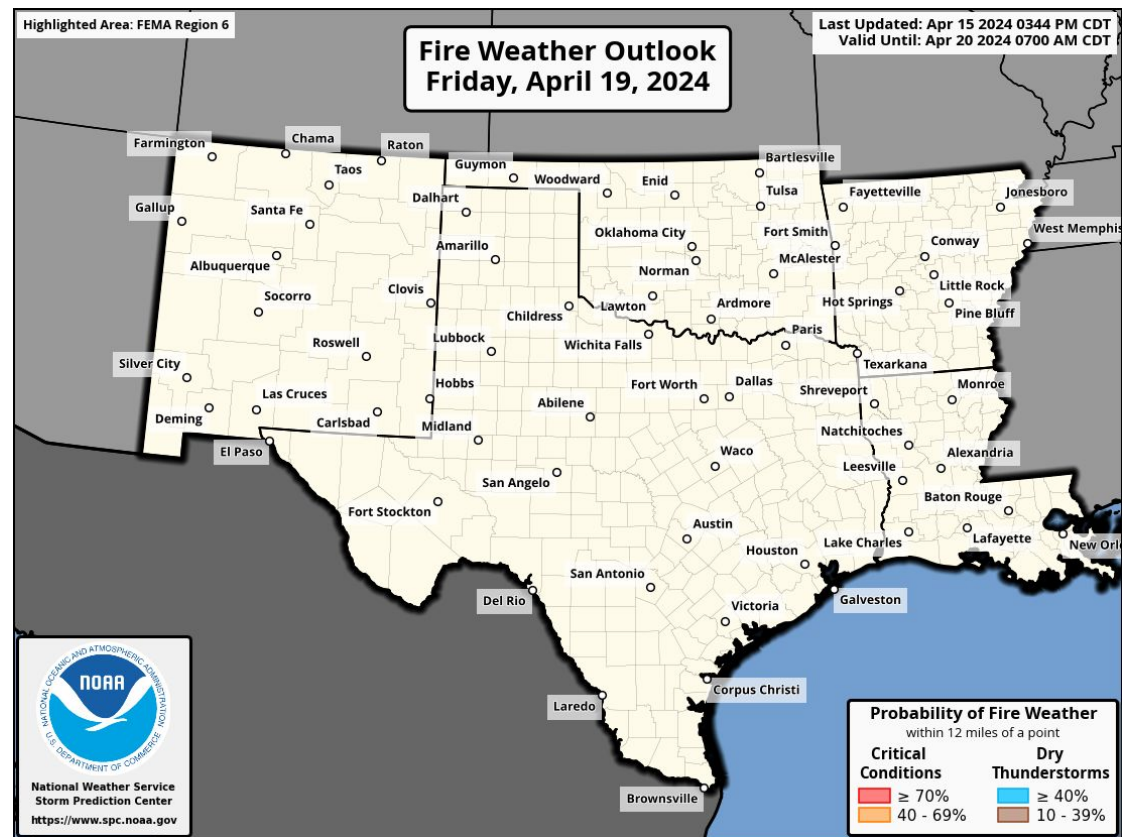 Highlighted Area: FEMA Region 6
Last Updated: Apr 15 2024 0344 PM CDT
Valid Until: Apr 20 2024 0700 AM CDT
Fire Weather Outlook
Friday, April 19, 2024
Farmington
Chama
Raton
Taos
Guymon
Woodward
Enid
Bartlesville
Tulsa
Fayetteville
Jonesboro
Gallup
Santa Fe
Dalhart
Oklahoma City
Fort Smith
West Memphis
Albuquerque
Amarillo
Norman
McAlester
Conway
Socorro
Clovis
Childress
Lawton
Ardmore
Hot Springs
Little Rock
Pine Bluff
Roswell
Lubbock
Wichita Falls
Paris
Texarkana
Silver City
Las Cruces
Hobbs
Fort Worth
Dallas
Shreveport
Monroe
Deming
Carlsbad
Midland
Abilene
Natchitoches
El Paso
San Angelo
Waco
Leesville
Alexandria
Fort Stockton
Austin
Baton Rouge
Houston
Lake Charles
Lafayette
New Orl
San Antonio
Del Rio
Victoria
Galveston
Laredo
Corpus Christi
Brownsville
NATIONAL OCEANIC AND ATMOSPHERIC ADMINISTRATION
NOAA
U.S. DEPARTMENT OF COMMERCE
National Weather Service
Storm Prediction Center
https://www.spc.noaa.gov
Probability of Fire Weather
within 12 miles of a point
Critical Conditions
≥ 70%
40 - 69%
Dry Thunderstorms
≥ 40%
10 - 39%